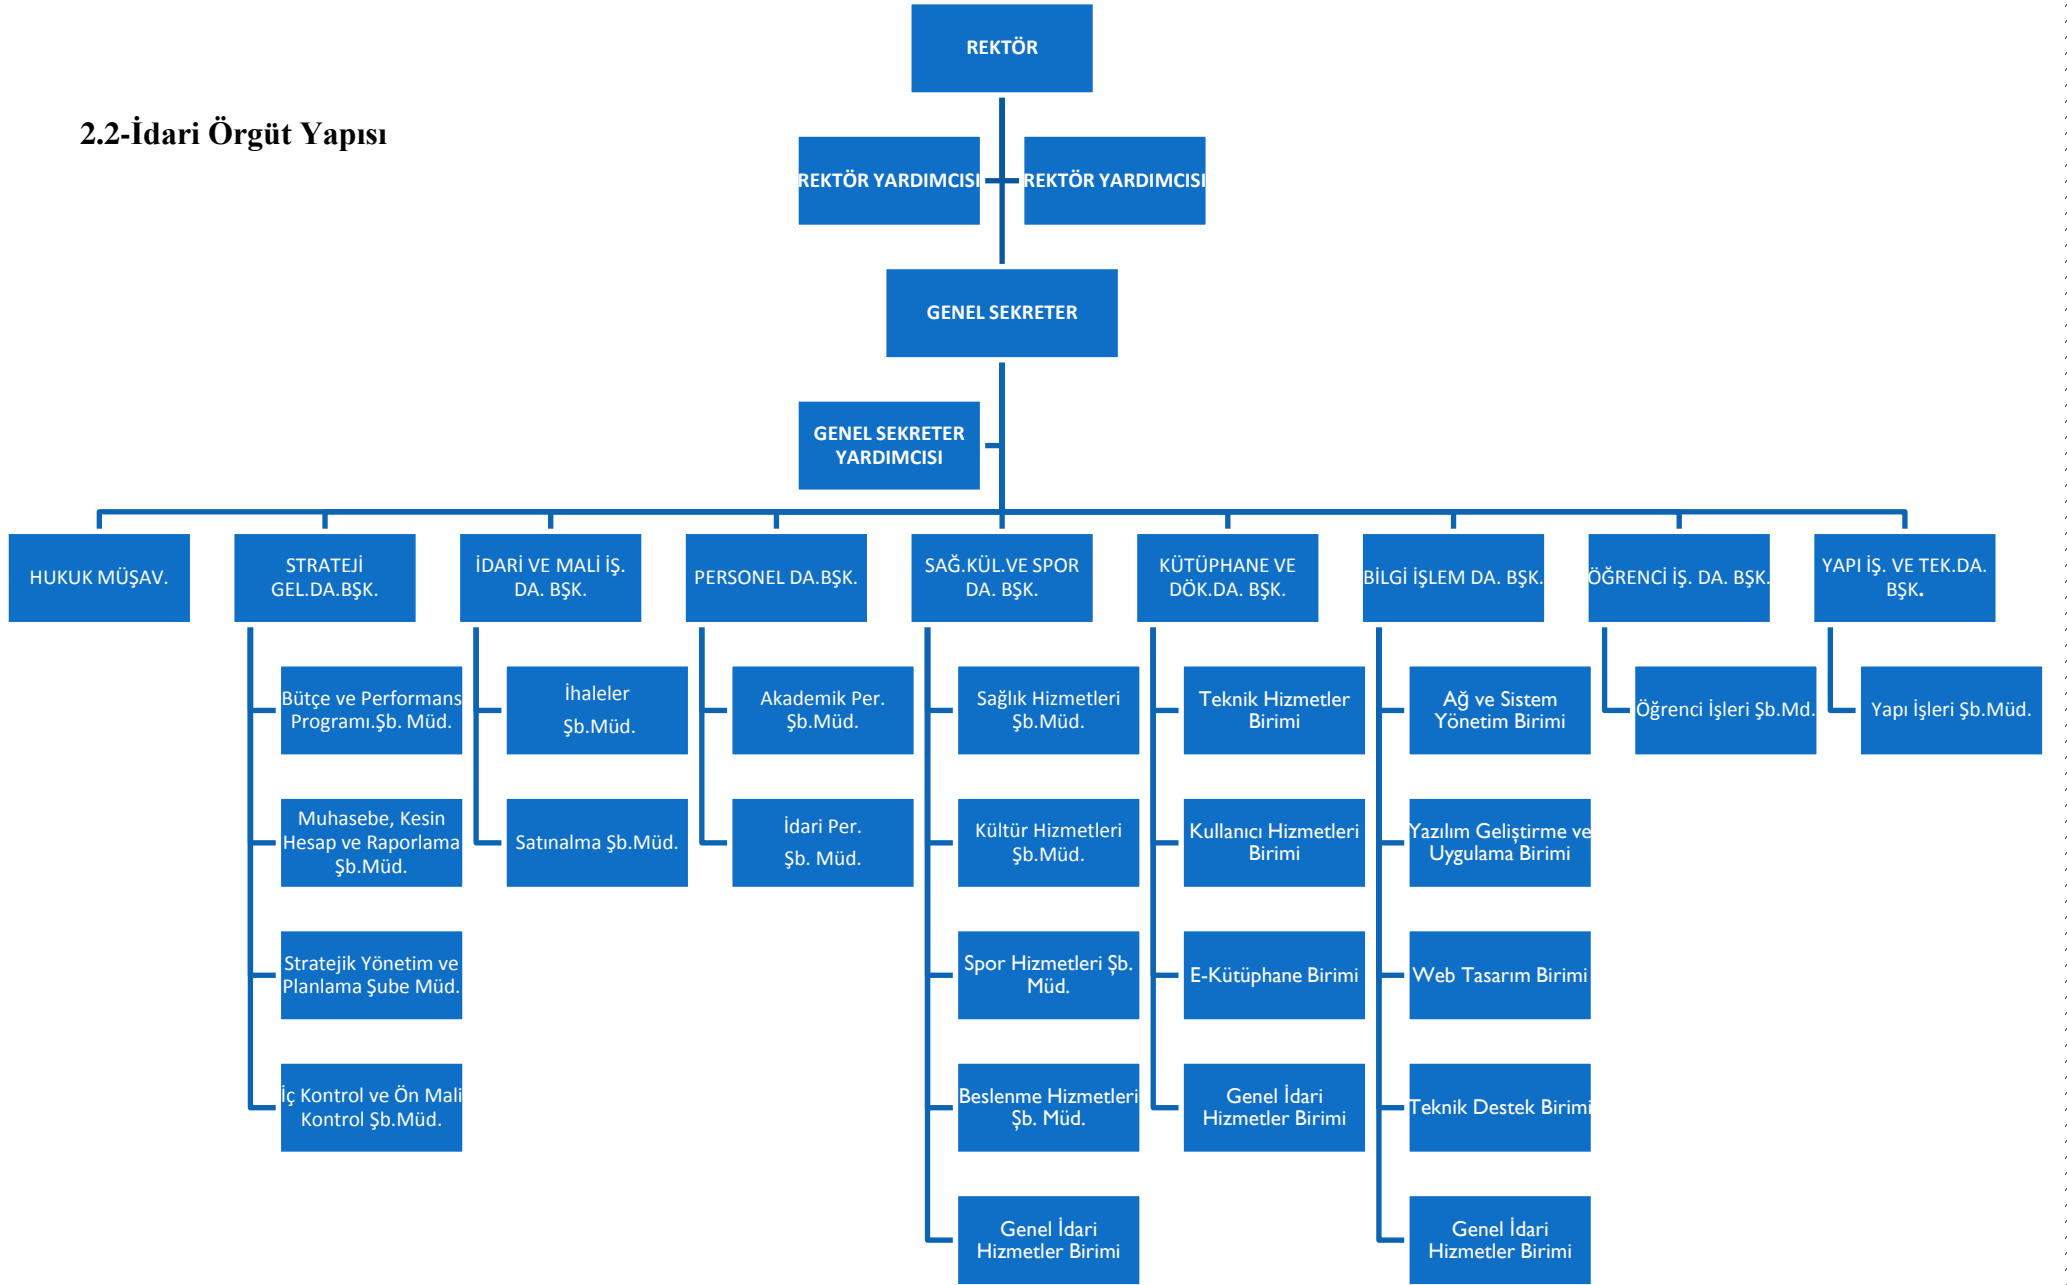 REKTÖR
2.2-İdari Örgüt Yapısı
REKTÖR YARDIMCISI
REKTÖR YARDIMCISI
GENEL SEKRETER
GENEL SEKRETER
YARDIMCISI
HUKUK MÜŞAV.
STRATEJİ
GEL.DA.BŞK.
İDARİ VE MALİ İŞ.
DA. BŞK.
PERSONEL DA.BŞK.
SAĞ.KÜL.VE SPOR
DA. BŞK.
KÜTÜPHANE VE
DÖK.DA. BŞK.
BİLGİ İŞLEM DA. BŞK.
ÖĞRENCİ İŞ. DA. BŞK.
YAPI İŞ. VE TEK.DA.
BŞK.
Bütçe ve Performans
Programı.Şb. Müd.
Muhasebe, Kesin
Hesap ve Raporlama
Şb.Müd.
Stratejik Yönetim ve
Planlama Şube Müd.
İç Kontrol ve Ön Mali
Kontrol Şb.Müd.
İhaleler
Şb.Müd.
Satınalma Şb.Müd.
Akademik Per.
Şb.Müd.
İdari Per.
Şb. Müd.
Sağlık Hizmetleri
Şb.Müd.
Kültür Hizmetleri
Şb.Müd.
Spor Hizmetleri Şb.
Müd.
Beslenme Hizmetleri
Şb. Müd.
Genel İdari
Hizmetler Birimi
Teknik Hizmetler
Birimi
Kullanıcı Hizmetleri
Birimi
E-Kütüphane Birimi
Genel İdari
Hizmetler Birimi
Ağ ve Sistem
Yönetim Birimi
Yazılım Geliştirme ve
Uygulama Birimi
Web Tasarım Birimi
Teknik Destek Birimi
Genel İdari
Hizmetler Birimi
Öğrenci İşleri Şb.Md.
Yapı İşleri Şb.Müd.